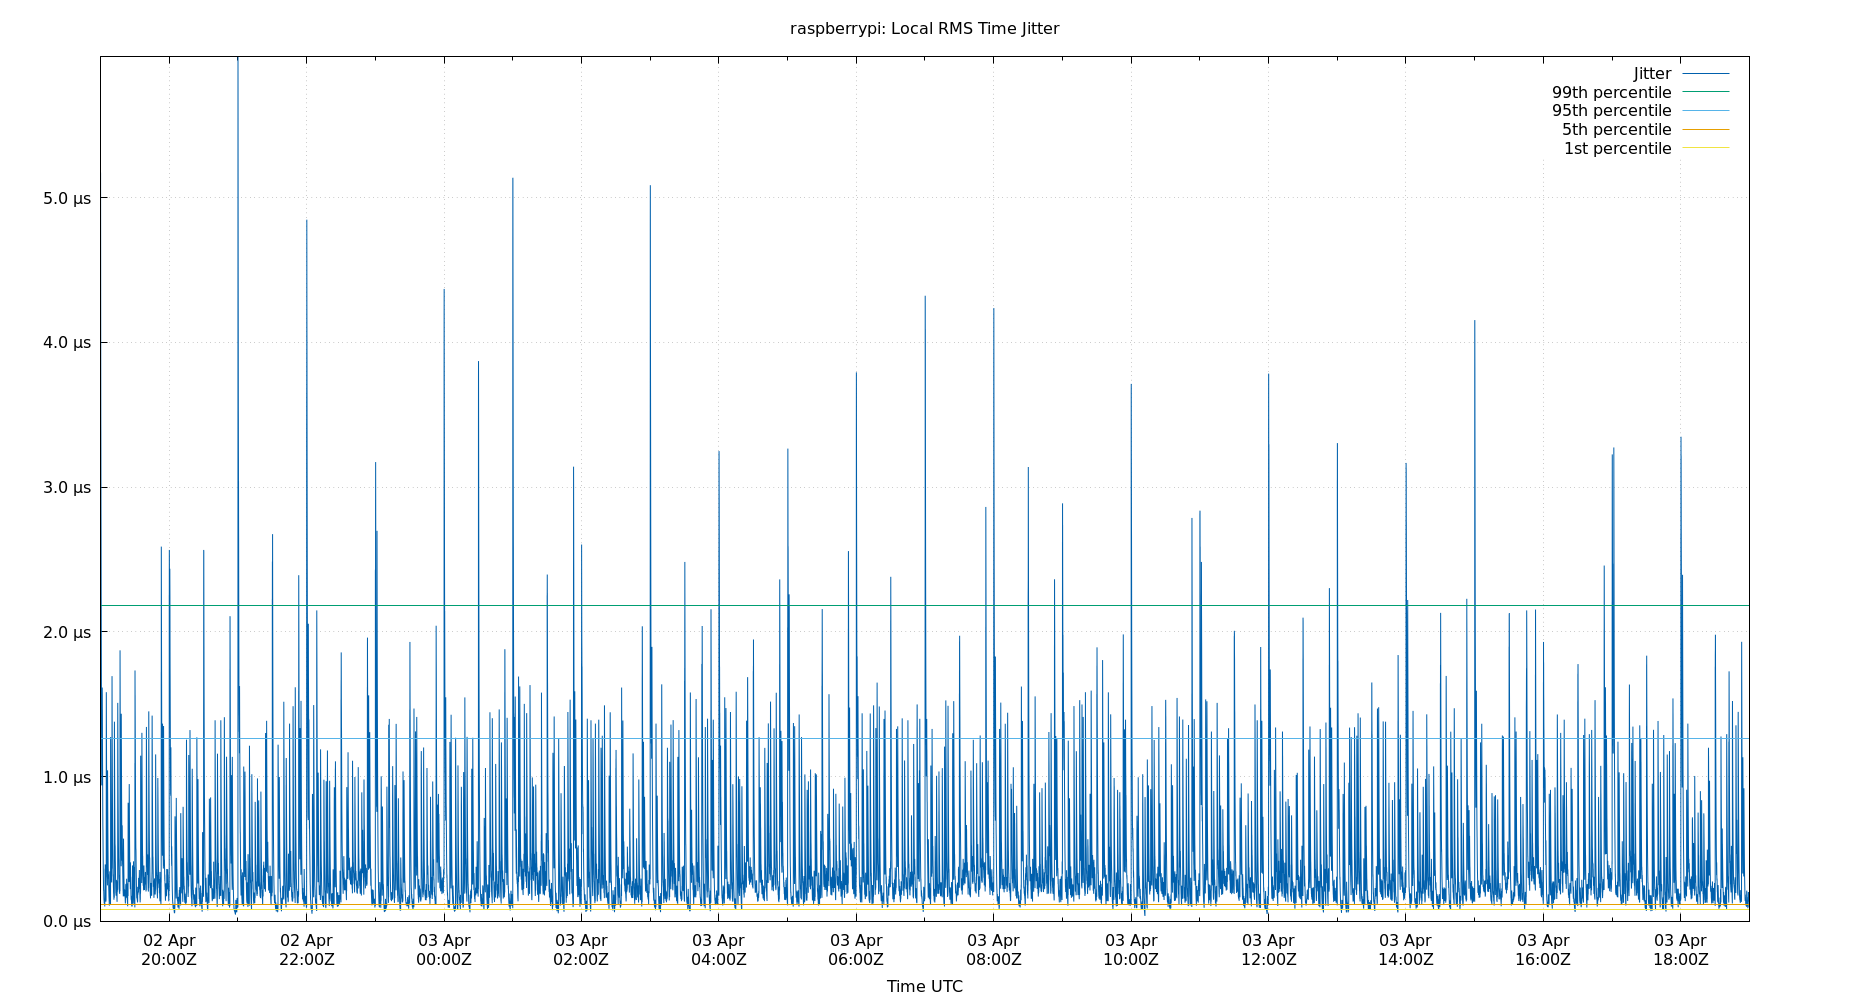 raspberrypi: Local RMS Time Jitter
Jitter
99th percentile
95th percentile
5th percentile
1st percentile
5.0 µs
4.0 µs
3.0 µs
2.0 µs
1.0 µs
0.0 µs
02 Apr 02 Apr 03 Apr 03 Apr 03 Apr 03 Apr 03 Apr 03 Apr 03 Apr 03 Apr 03 Apr 03 Apr
20:00Z 22:00Z 00:00Z 02:00Z 04:00Z 06:00Z 08:00Z 10:00Z 12:00Z 14:00Z 16:00Z 18:00Z
Time UTC